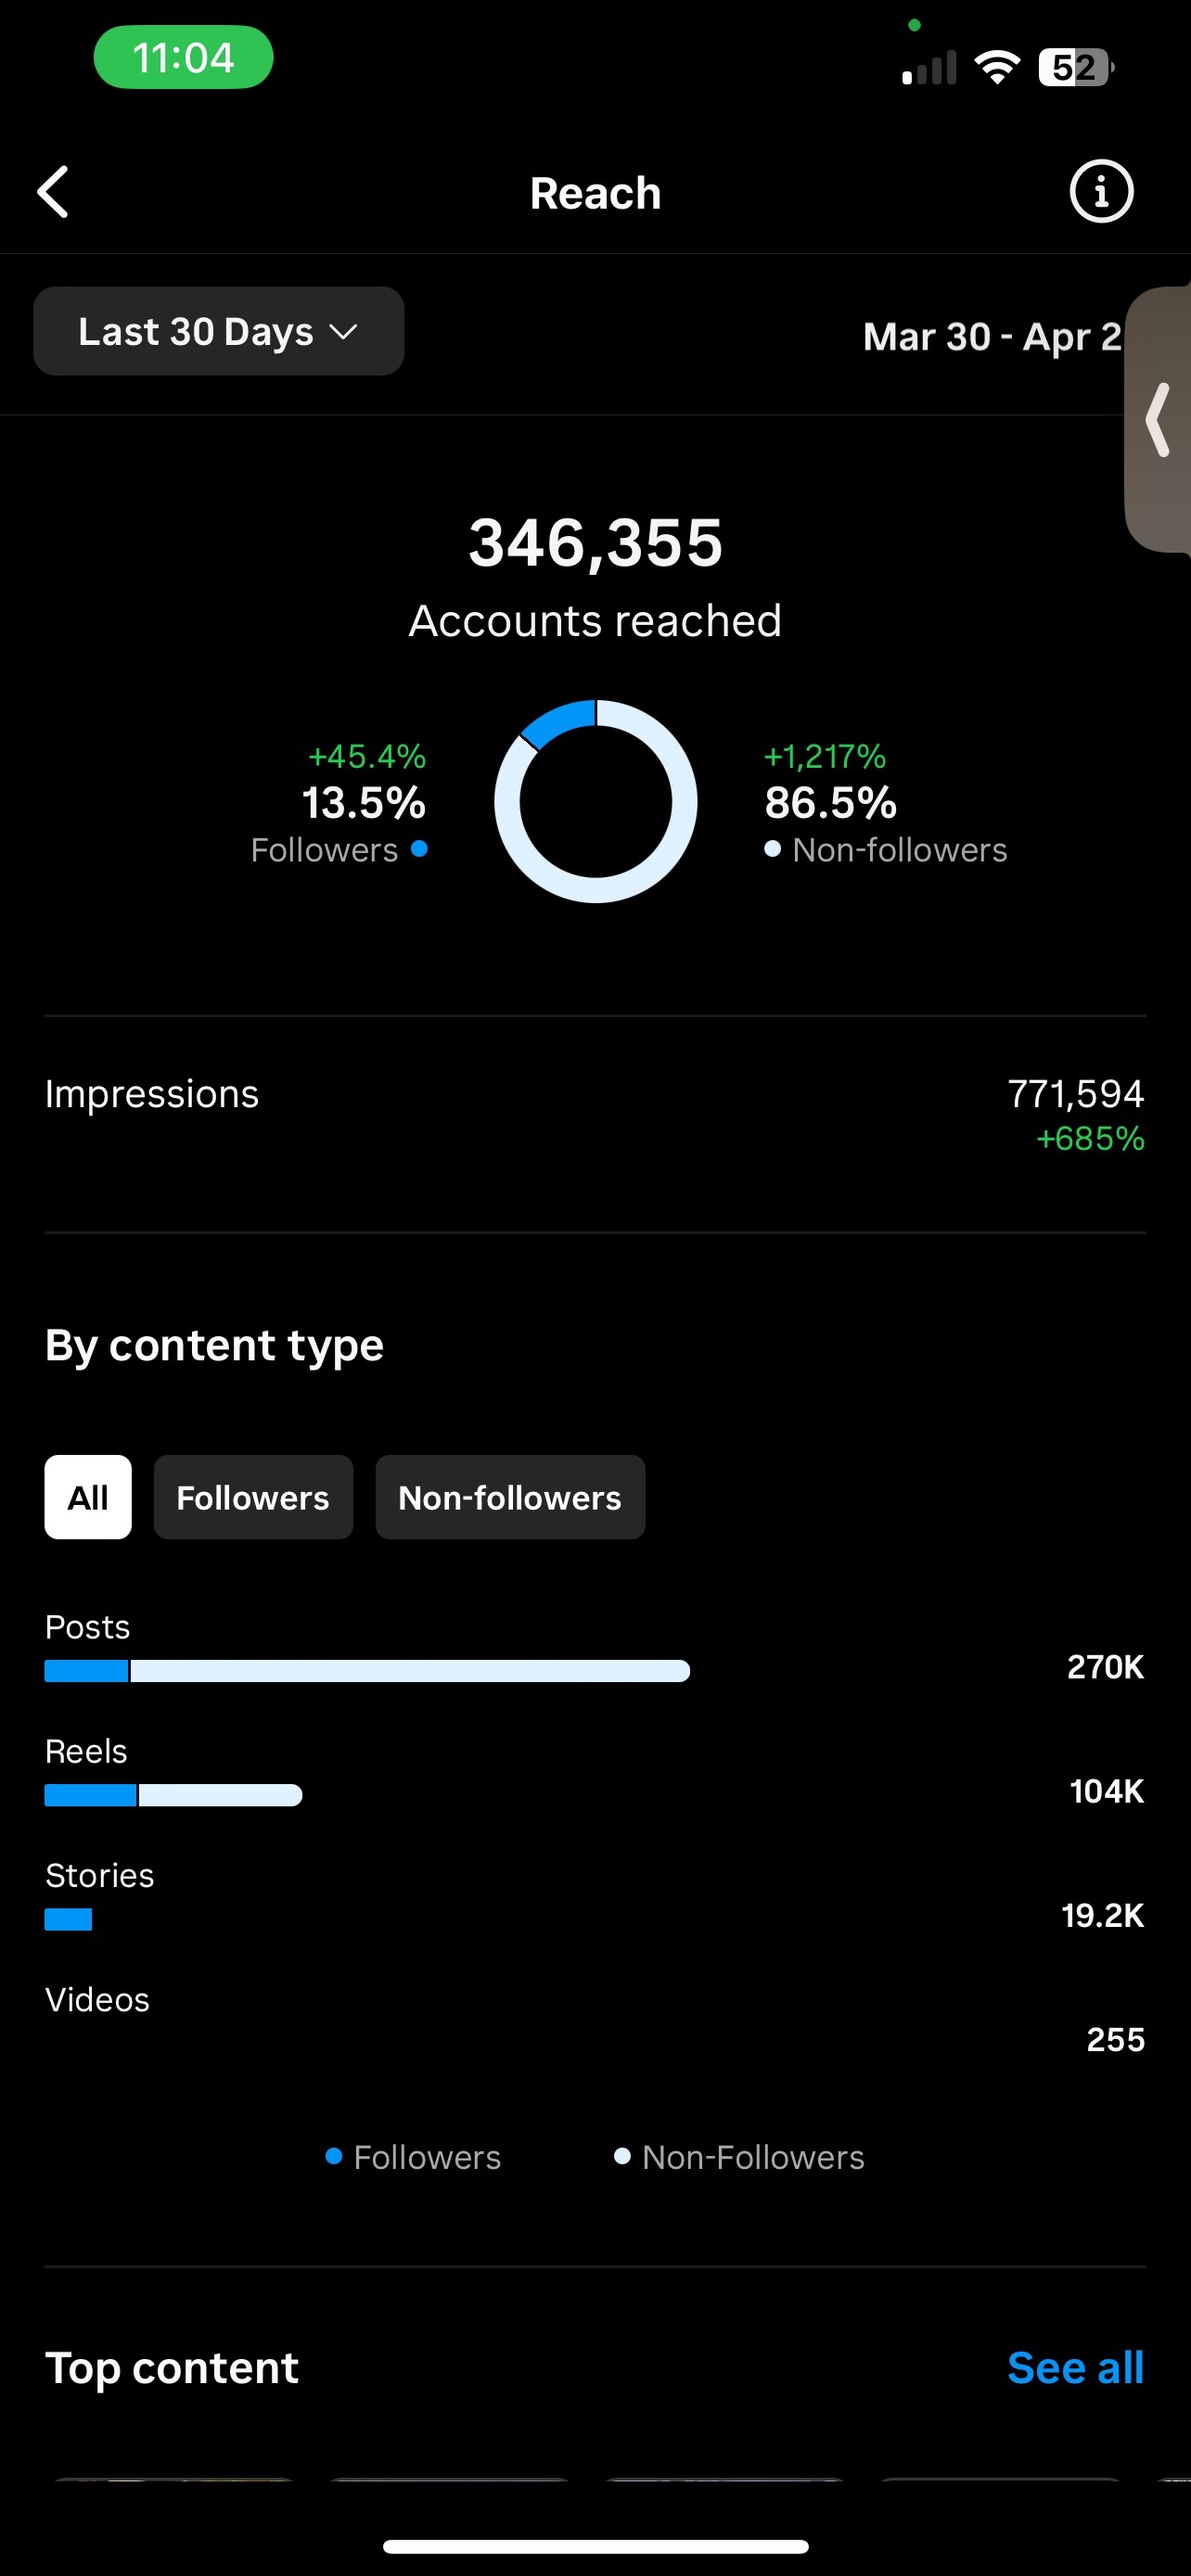 11:04
52
Reach
Last 30 Days
Mar 30 - Apr 2
346,355
Accounts reached
+45.4%
13.5%
Followers
+1,217%
86.5%
Non-followers
Impressions
771,594
+685%
By content type
All
Followers
Non-followers
Posts
270K
Reels
104K
Stories
19.2K
Videos
255
Followers
Non-Followers
Top content
See all